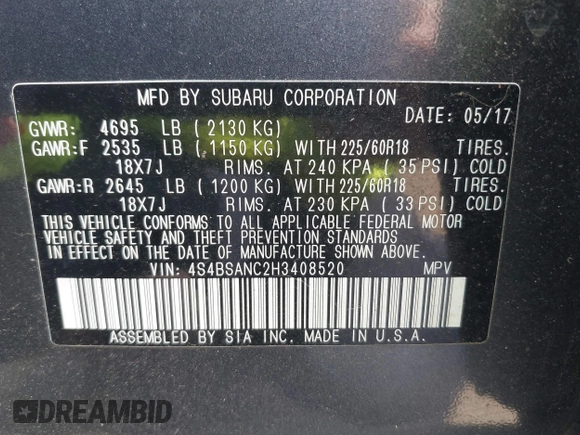 MFD BY SUBARU CORPORATION
DATE: 05/17
GVWR: 4695 LB (2130 KG)
GAWR:F 2535 LB (1150 KG) WITH 225/60R18 TIRES.
18X7J RIMS. AT 240 KPA (35 PSI) COLD
GAWR:R 2645 LB (1200 KG) WITH 225/60R18 TIRES.
18X7J RIMS. AT 230 KPA (33 PSI) COLD
THIS VEHICLE CONFORMS TO ALL APPLICABLE FEDERAL MOTOR
VEHICLE SAFETY AND THEFT PREVENTION STANDARDS
IN EFFECT ON THE DATE OF MANUFACTURE SHOWN ABOVE.
VIN: 4S4BSANC2H3408520 MPV
ASSEMBLED BY SIA INC. MADE IN U.S.A.
DREAMBID